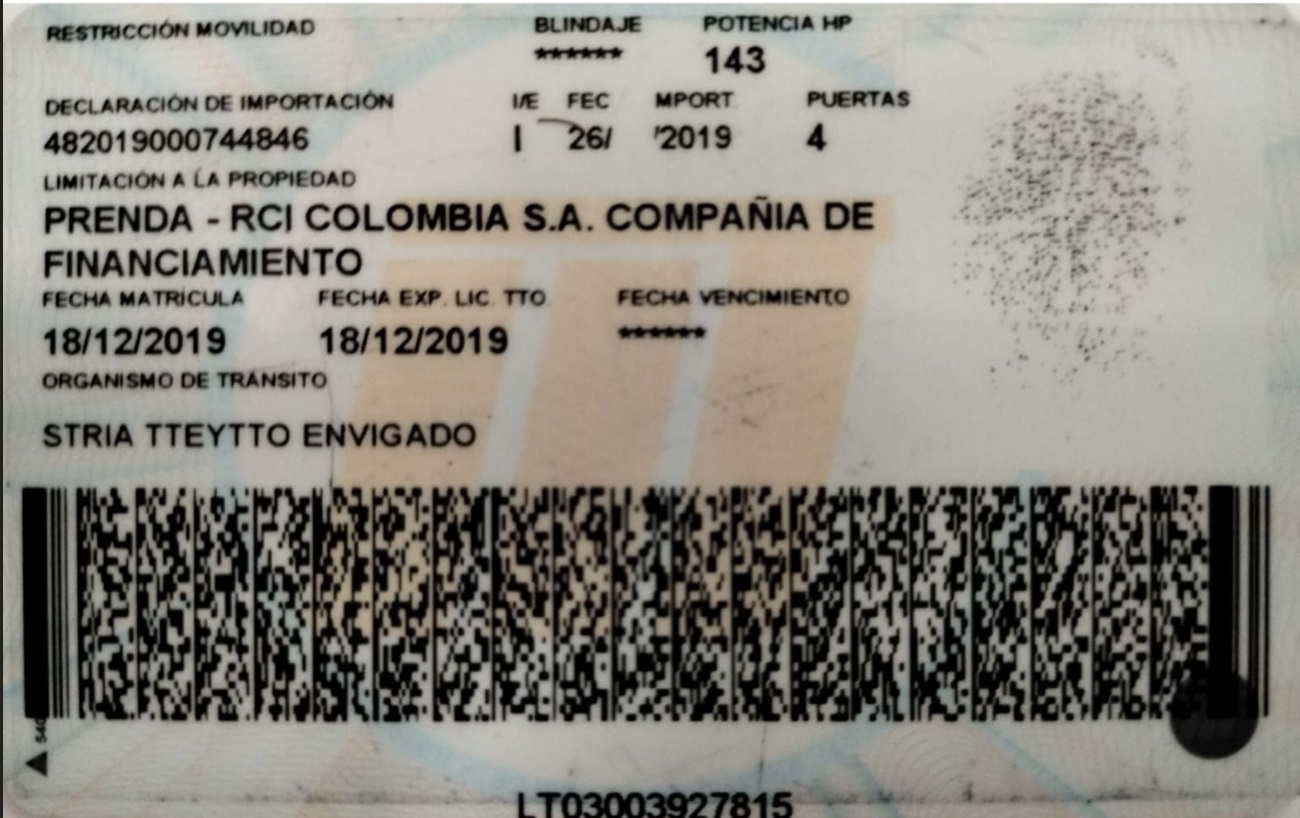 RESTRICCIÓN MOVILIDAD BLINDAJE POTENCIA HP
****** 143
DECLARACIÓN DE IMPORTACIÓN I/E FEC MPORT. PUERTAS
482019000744846 I 26/ /2019 4
LIMITACIÓN A LA PROPIEDAD
PRENDA - RCI COLOMBIA S.A. COMPAÑIA DE
FINANCIAMIENTO
FECHA MATRICULA FECHA EXP. LIC. TTO. FECHA VENCIMIENTO
18/12/2019 18/12/2019 ******
ORGANISMO DE TRÁNSITO
STRIA TTEYTTO ENVIGADO
LT03003927815